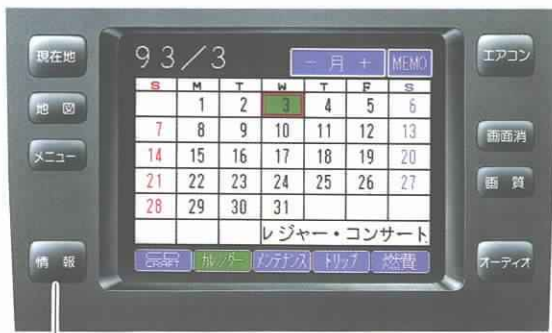 現在地
地図
メニュー
情報
93/3
－ 月 ＋
MEMO
S M T W T F S
1 2 3 4 5 6
7 8 9 10 11 12 13
14 15 16 17 18 19 20
21 22 23 24 25 26 27
28 29 30 31
レジャー・コンサート
CRAFT
カレンダー
メンテナンス
トリップ
燃費
エアコン
画面消
画質
オーディオ